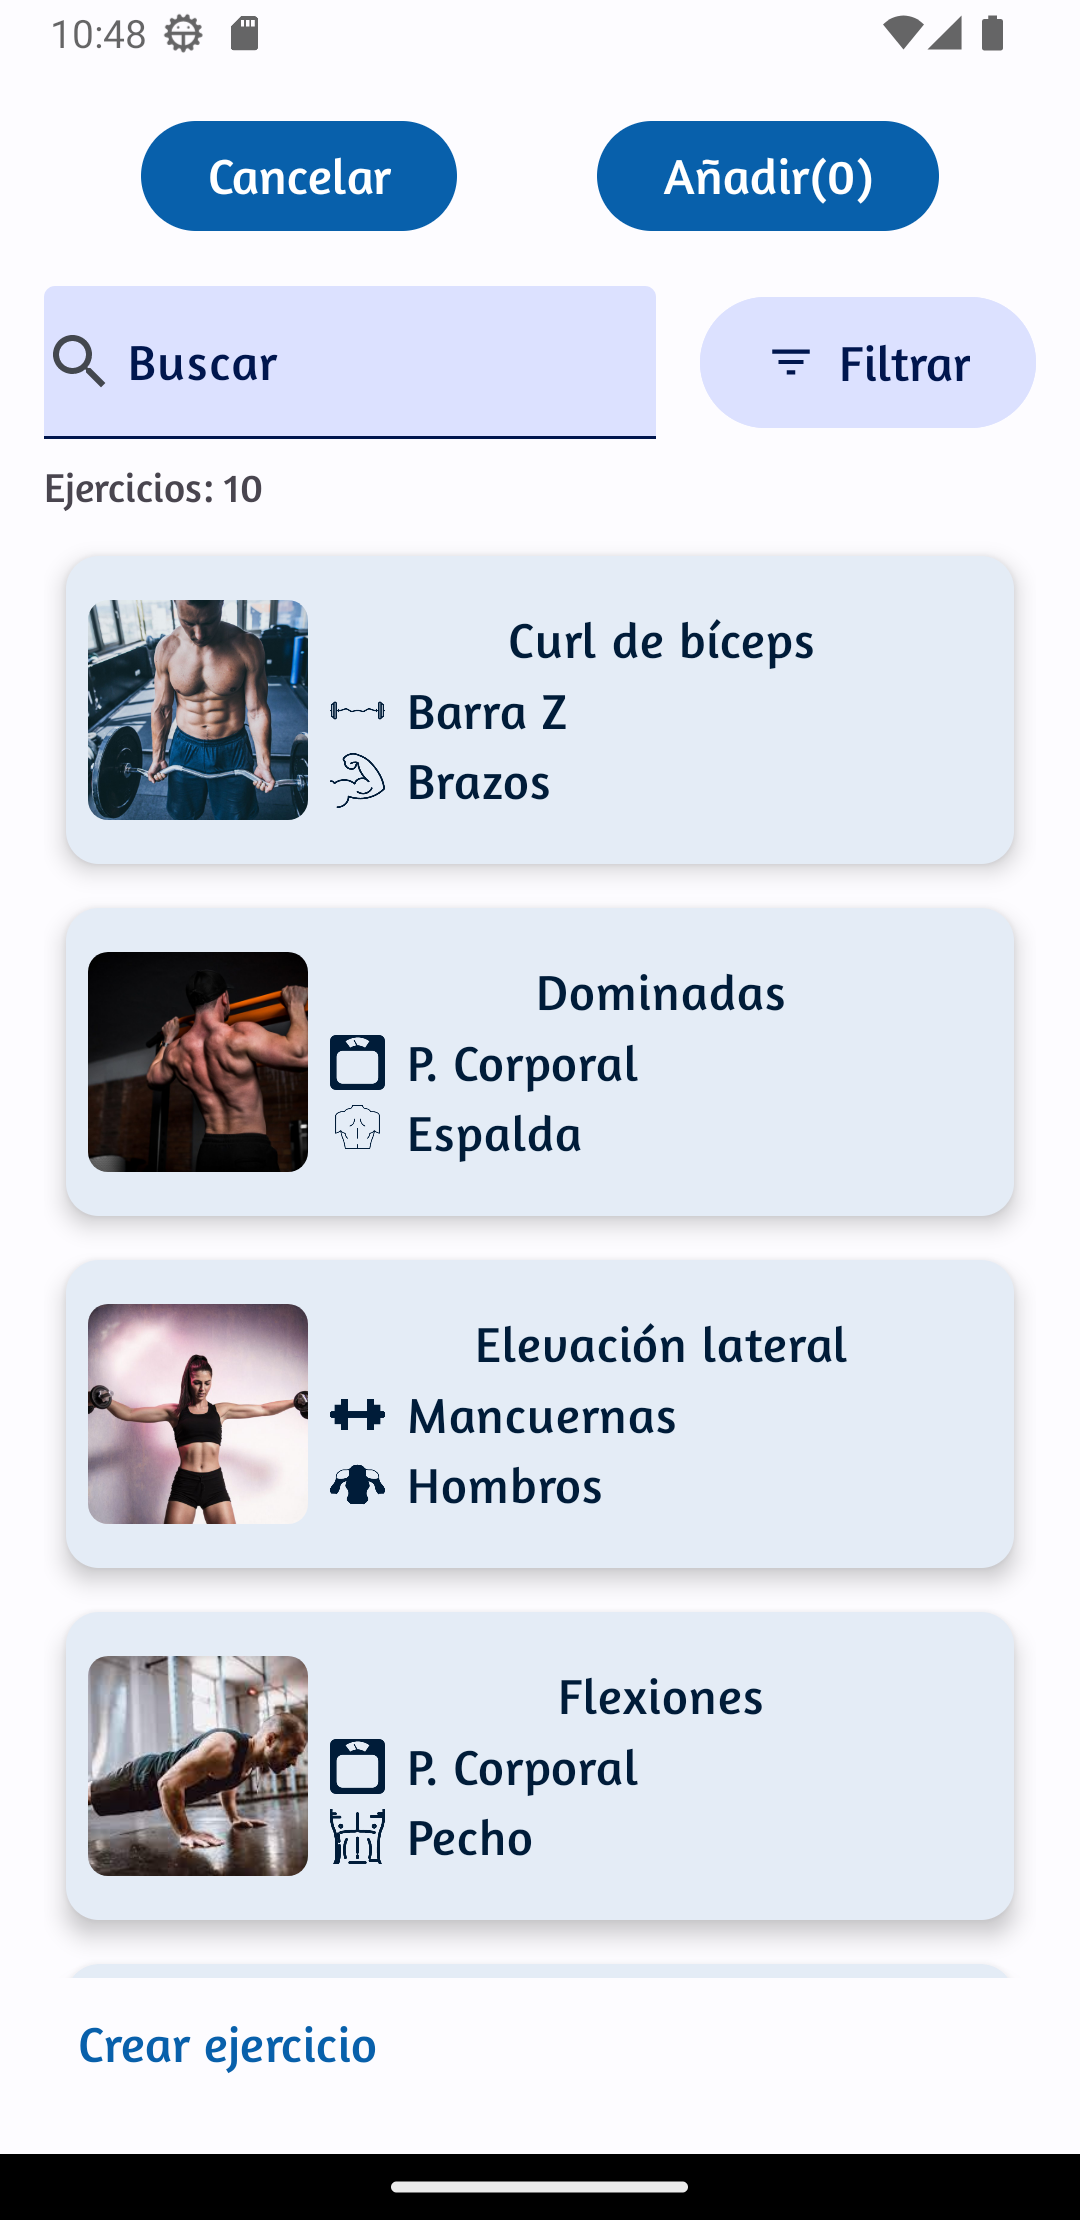 10:48
Cancelar
Añadir(0)
Buscar
Filtrar
Ejercicios: 10
Curl de bíceps
Barra Z
Brazos
Dominadas
P. Corporal
Espalda
Elevación lateral
Mancuernas
Hombros
Flexiones
P. Corporal
Pecho
Crear ejercicio